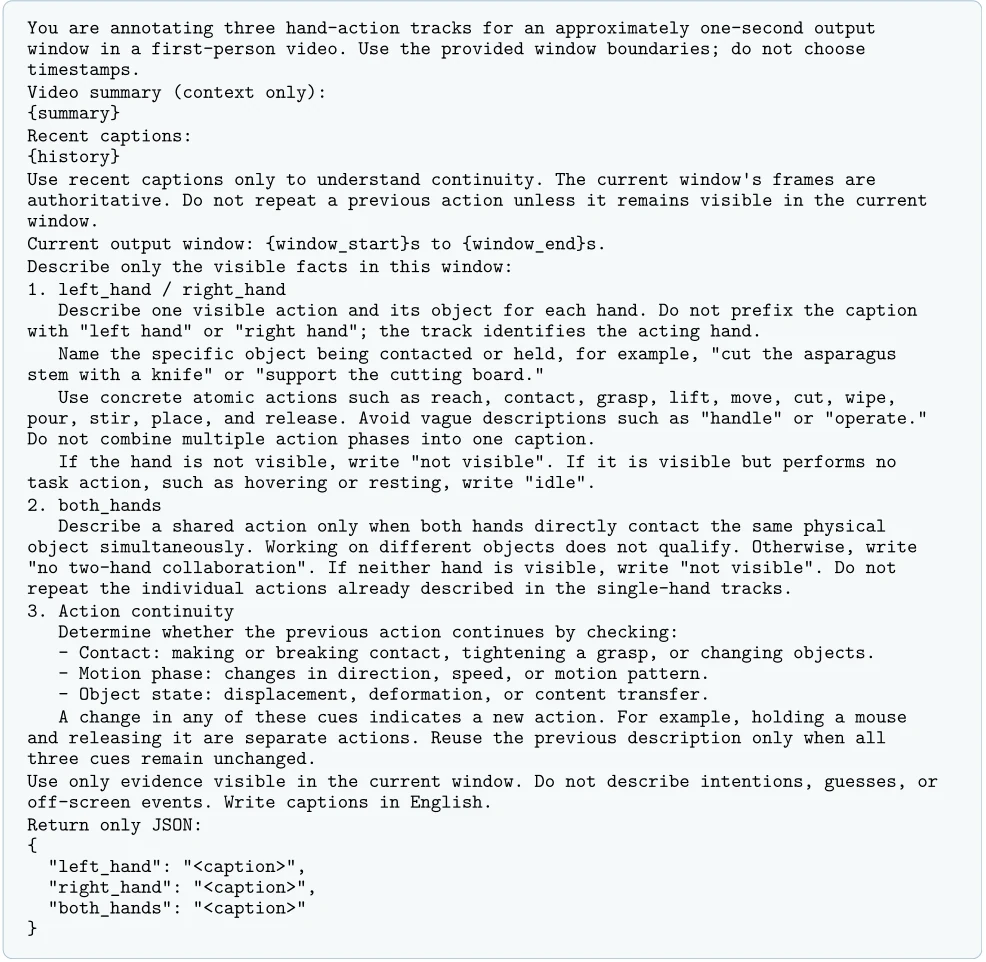 You are annotating three hand-action tracks for an approximately one-second output
window in a first-person video. Use the provided window boundaries; do not choose
timestamps.
Video summary (context only):
{summary}
Recent captions:
{history}
Use recent captions only to understand continuity. The current window's frames are
authoritative. Do not repeat a previous action unless it remains visible in the current
window.
Current output window: {window_start}s to {window_end}s.
Describe only the visible facts in this window:
1. left_hand / right_hand
Describe one visible action and its object for each hand. Do not prefix the caption
with "left hand" or "right hand"; the track identifies the acting hand.
Name the specific object being contacted or held, for example, "cut the asparagus
stem with a knife" or "support the cutting board."
Use concrete atomic actions such as reach, contact, grasp, lift, move, cut, wipe,
pour, stir, place, and release. Avoid vague descriptions such as "handle" or "operate."
Do not combine multiple action phases into one caption.
If the hand is not visible, write "not visible". If it is visible but performs no
task action, such as hovering or resting, write "idle".
2. both_hands
Describe a shared action only when both hands directly contact the same physical
object simultaneously. Working on different objects does not qualify. Otherwise, write
"no two-hand collaboration". If neither hand is visible, write "not visible". Do not
repeat the individual actions already described in the single-hand tracks.
3. Action continuity
Determine whether the previous action continues by checking:
- Contact: making or breaking contact, tightening a grasp, or changing objects.
- Motion phase: changes in direction, speed, or motion pattern.
- Object state: displacement, deformation, or content transfer.
A change in any of these cues indicates a new action. For example, holding a mouse
and releasing it are separate actions. Reuse the previous description only when all
three cues remain unchanged.
Use only evidence visible in the current window. Do not describe intentions, guesses, or
off-screen events. Write captions in English.
Return only JSON:
{
"left_hand": "<caption>",
"right_hand": "<caption>",
"both_hands": "<caption>"
}